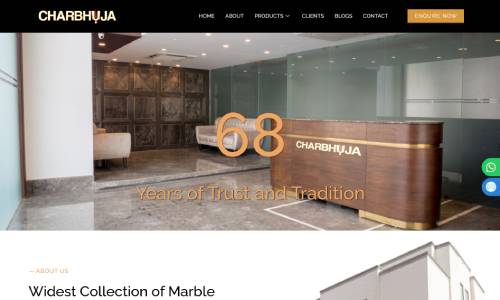 CHARBHUJA
HOME ABOUT PRODUCTS CLIENTS BLOGS CONTACT ENQUIRE NOW
68
CHARBHUJA
Years of Trust and Tradition
— ABOUT US
Widest Collection of Marble